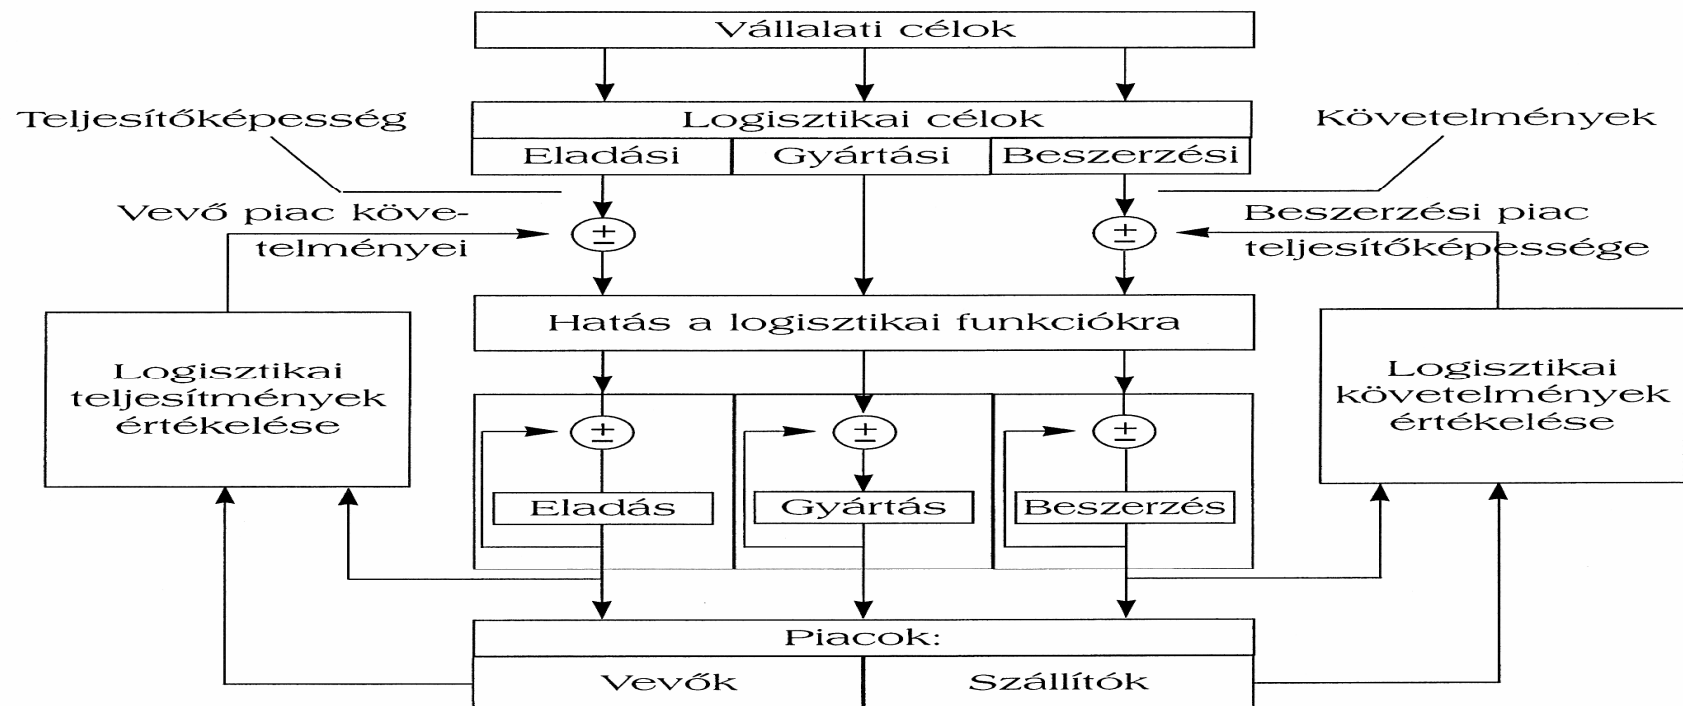 Vállalati célok
Teljesítőképesség
Logisztikai célok
Követelmények
Eladási
Gyártási
Beszerzési
Vevő piac köve-
telményei
±
±
Beszerzési piac
teljesítőképessége
Hatás a logisztikai funkciókra
Logisztikai
teljesítmények
értékelése
Logisztikai
követelmények
értékelése
±
±
±
Eladás
Gyártás
Beszerzés
Piacok:
Vevők
Szállítók